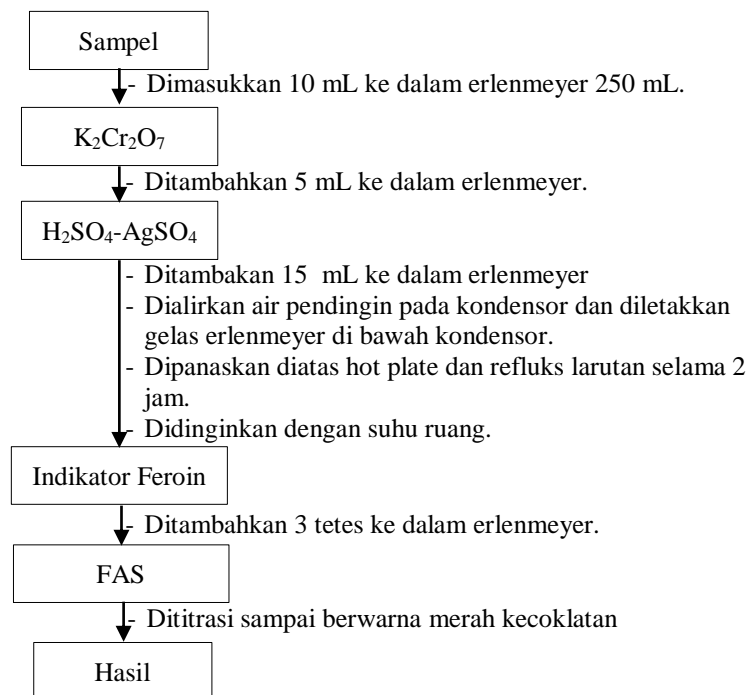 Sampel
- Dimasukkan 10 mL ke dalam erlenmeyer 250 mL.
K₂Cr₂O₇
- Ditambahkan 5 mL ke dalam erlenmeyer.
H₂SO₄-AgSO₄
- Ditambakan 15 mL ke dalam erlenmeyer
- Dialirkan air pendingin pada kondensor dan diletakkan
gelas erlenmeyer di bawah kondensor.
- Dipanaskan diatas hot plate dan refluks larutan selama 2
jam.
- Didinginkan dengan suhu ruang.
Indikator Feroin
- Ditambahkan 3 tetes ke dalam erlenmeyer.
FAS
- Dititrasi sampai berwarna merah kecoklatan
Hasil